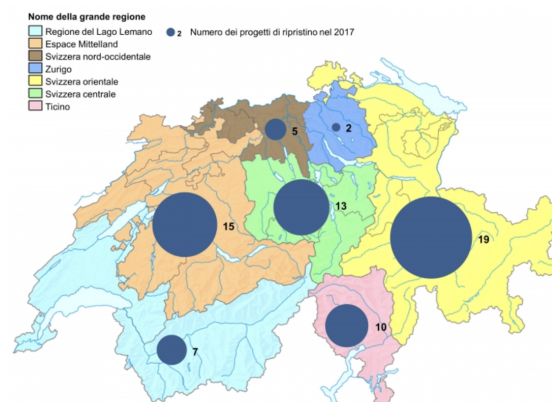 Nome della grande regione
Regione del Lago Lemano
2 Numero dei progetti di ripristino nel 2017
Espace Mittelland
Svizzera nord-occidentale
Zurigo
Svizzera orientale
Svizzera centrale
Ticino
5
2
13
15
19
10
7